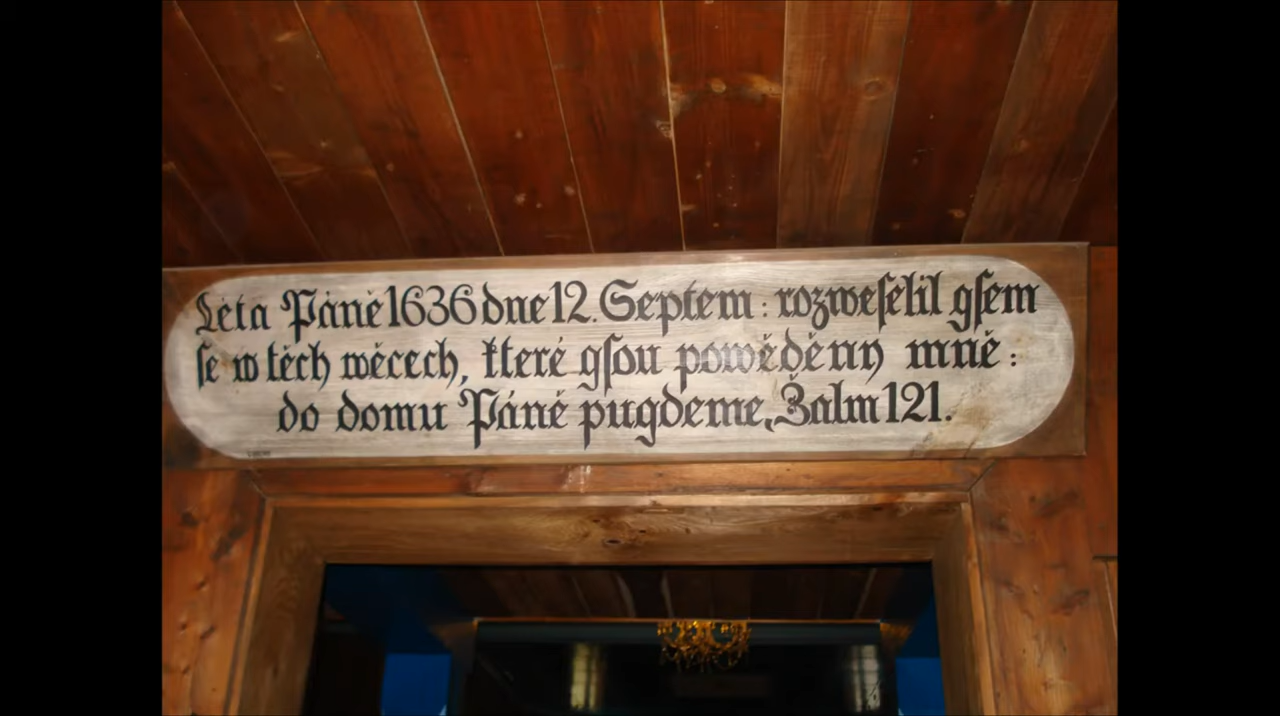 Léta Páně 1636 dne 12. Septem: rozweſelil gſem
ſe w těch wěcech, které gſou powěděny mně:
do domu Páně pugdeme, Žalm 121.